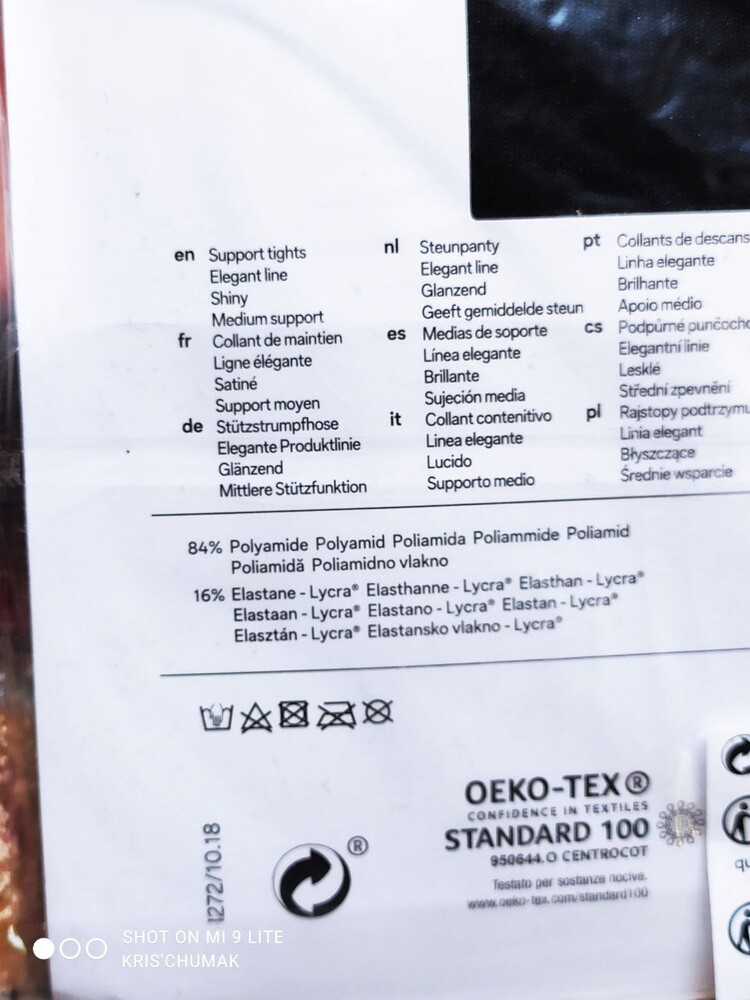 en Support tights
Elegant line
Shiny
Medium support
fr Collant de maintien
Ligne élégante
Satiné
Support moyen
de Stützstrumpfhose
Elegante Produktlinie
Glänzend
Mittlere Stützfunktion
nl Steunpanty
Elegant line
Glanzend
Geeft gemiddelde steun
es Medias de soporte
Línea elegante
Brillante
Sujeción media
it Collant contenitivo
Linea elegante
Lucido
Supporto medio
pt Collants de descans
Linha elegante
Brilhante
Apoio médio
cs Podpůrné punčocho
Elegantní linie
Lesklé
Střední zpevnění
pl Rajstopy podtrzymu
Linia elegant
Błyszczące
Średnie wsparcie
84% Polyamide Polyamid Poliamida Poliammide Poliamid
Poliamidă Poliamidno vlakno
16% Elastane - Lycra® Elasthanne - Lycra® Elasthan - Lycra®
Elastaan - Lycra® Elastano - Lycra® Elastan - Lycra®
Elasztán - Lycra® Elastansko vlakno - Lycra®
OEKO-TEX®
CONFIDENCE IN TEXTILES
STANDARD 100
950644.O CENTROCOT
Testato per sostanze nocive.
www.oeko-tex.com/standard100
1272/10.18
®
qu
SHOT ON MI 9 LITE
KRIS'CHUMAK